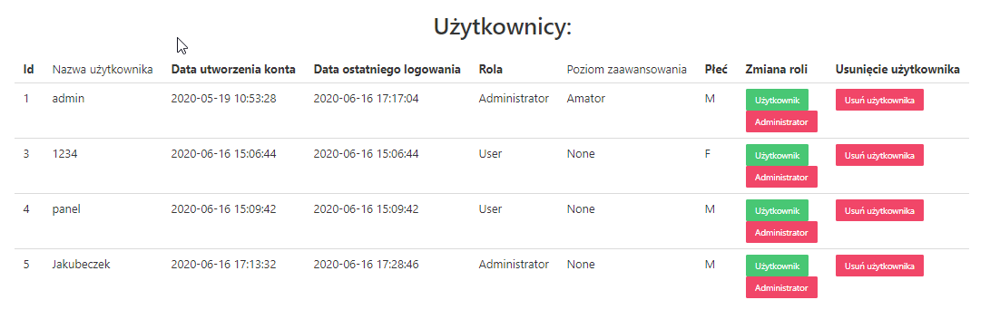 Użytkownicy:
Id Nazwa użytkownika Data utworzenia konta Data ostatniego logowania Rola Poziom zaawansowania Płeć Zmiana roli Usunięcie użytkownika
1 admin 2020-05-19 10:53:28 2020-06-16 17:17:04 Administrator Amator M Użytkownik Usuń użytkownika
Administrator
3 1234 2020-06-16 15:06:44 2020-06-16 15:06:44 User None F Użytkownik Usuń użytkownika
Administrator
4 panel 2020-06-16 15:09:42 2020-06-16 15:09:42 User None M Użytkownik Usuń użytkownika
Administrator
5 Jakubeczek 2020-06-16 17:13:32 2020-06-16 17:28:46 Administrator None M Użytkownik Usuń użytkownika
Administrator